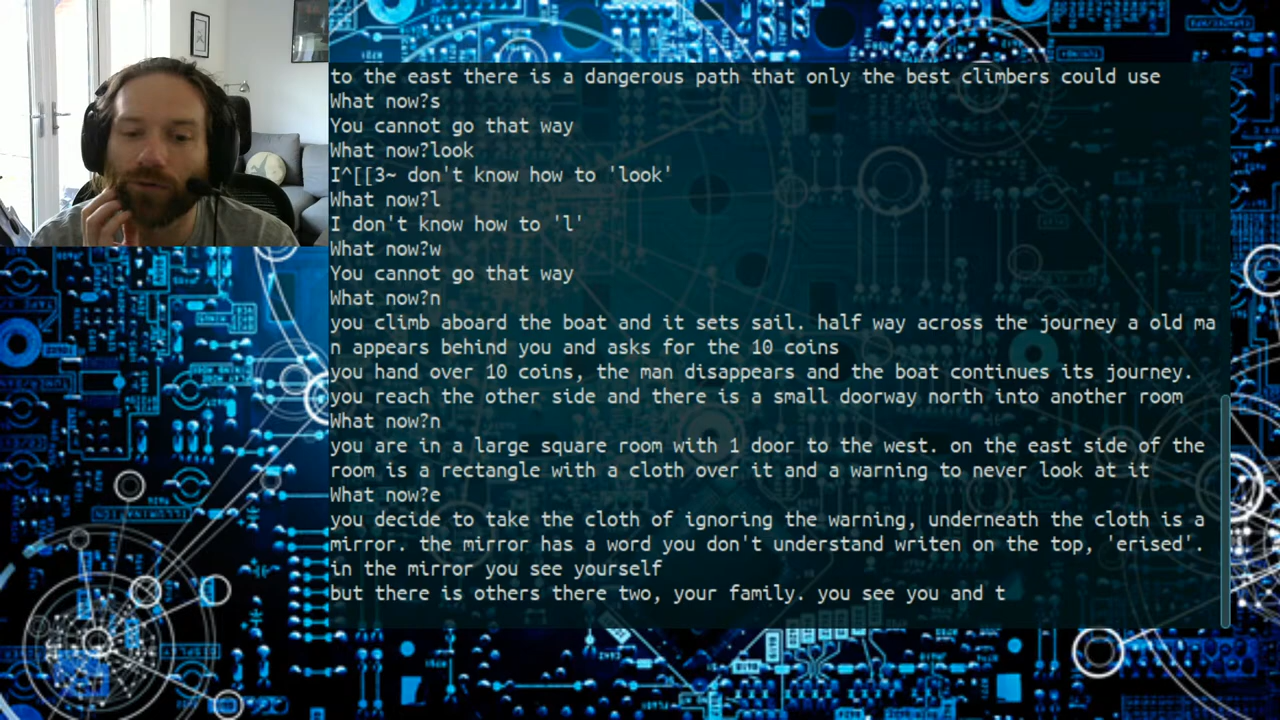 to the east there is a dangerous path that only the best climbers could use
What now?s
You cannot go that way
What now?look
I^[[3~ don't know how to 'look'
What now?l
I don't know how to 'l'
What now?w
You cannot go that way
What now?n
you climb aboard the boat and it sets sail. half way across the journey a old ma
n appears behind you and asks for the 10 coins
you hand over 10 coins, the man disappears and the boat continues its journey.
you reach the other side and there is a small doorway north into another room
What now?n
you are in a large square room with 1 door to the west. on the east side of the
room is a rectangle with a cloth over it and a warning to never look at it
What now?e
you decide to take the cloth of ignoring the warning, underneath the cloth is a
mirror. the mirror has a word you don't understand writen on the top, 'erised'.
in the mirror you see yourself
but there is others there two, your family. you see you and t